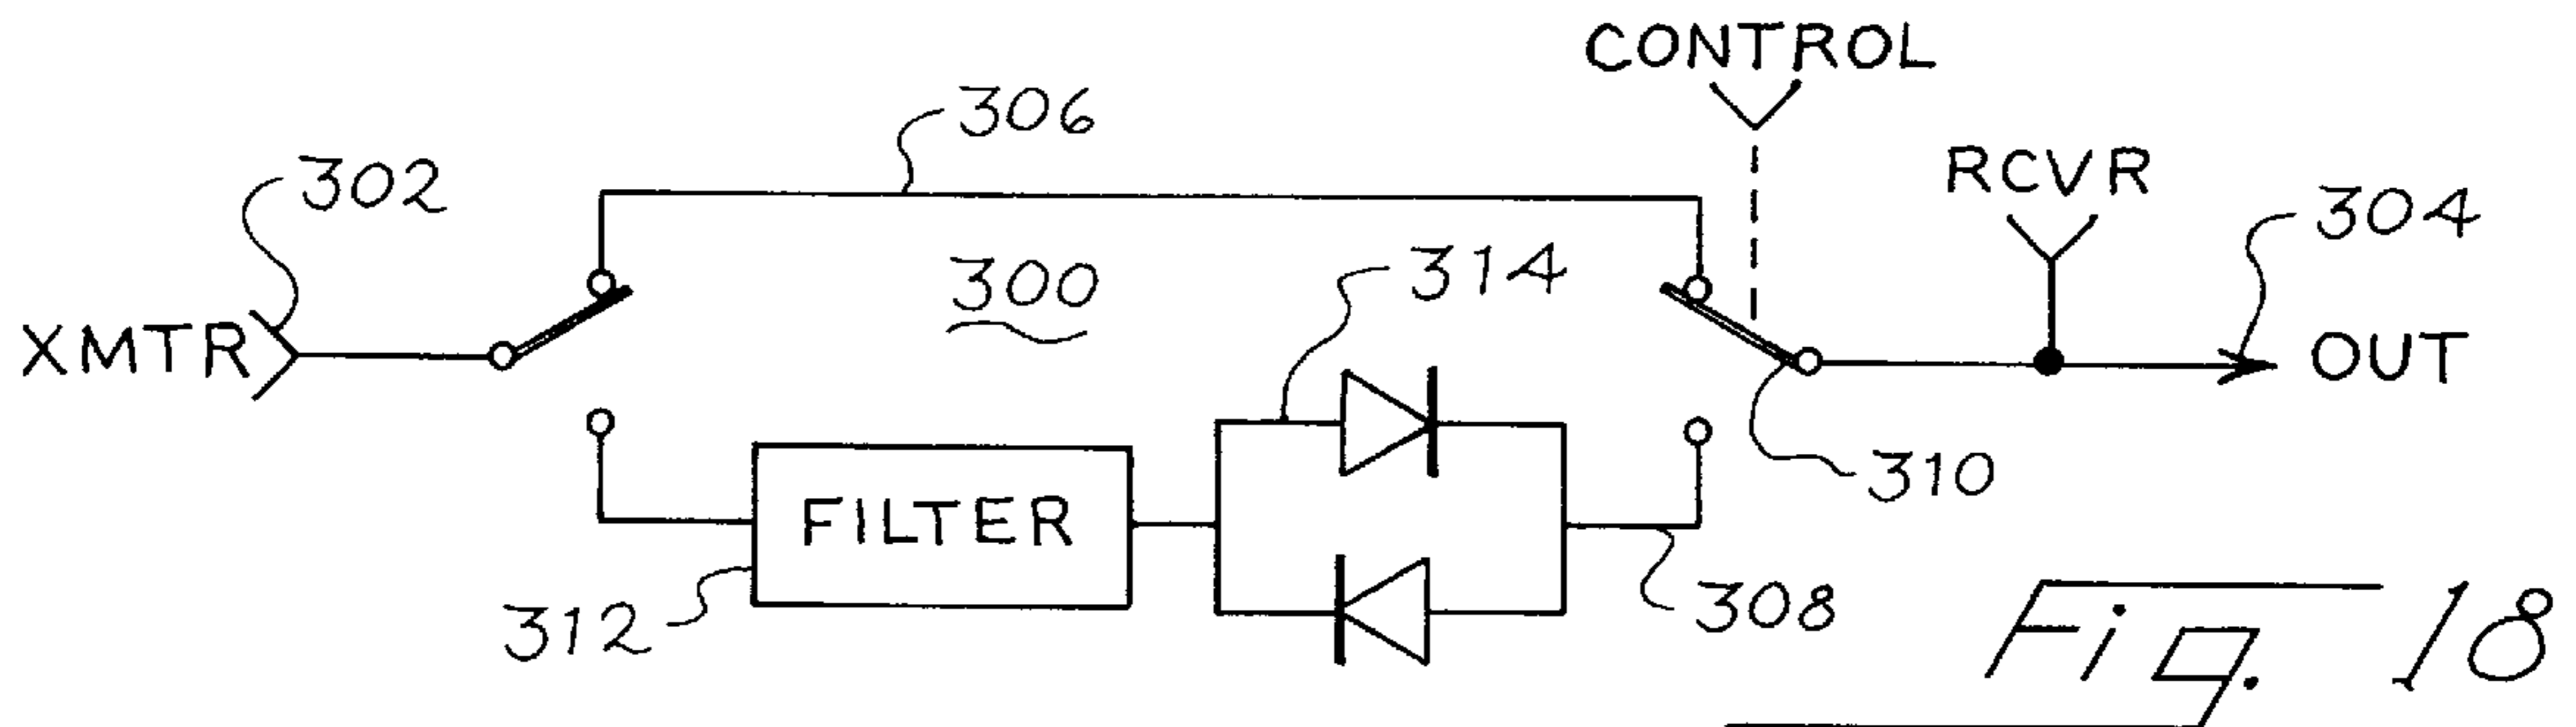 CONTROL
306
RCVR
302
304
314
300
XMTR
OUT
310
FILTER
308
312
Fig. 18